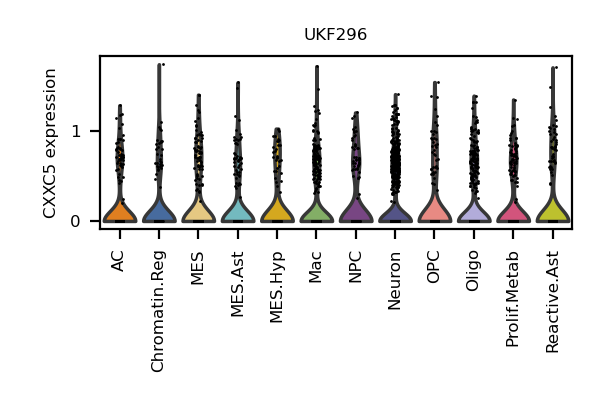 UKF296
CXXC5 expression
1
0
AC
Chromatin.Reg
MES
MES.Ast
MES.Hyp
Mac
NPC
Neuron
OPC
Oligo
Prolif.Metab
Reactive.Ast